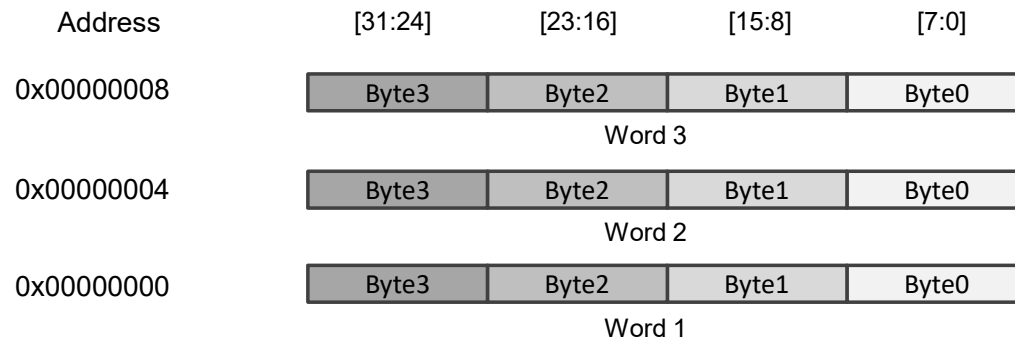 Address [31:24] [23:16] [15:8] [7:0]
0x00000008 Byte3 Byte2 Byte1 Byte0
Word 3
0x00000004 Byte3 Byte2 Byte1 Byte0
Word 2
0x00000000 Byte3 Byte2 Byte1 Byte0
Word 1